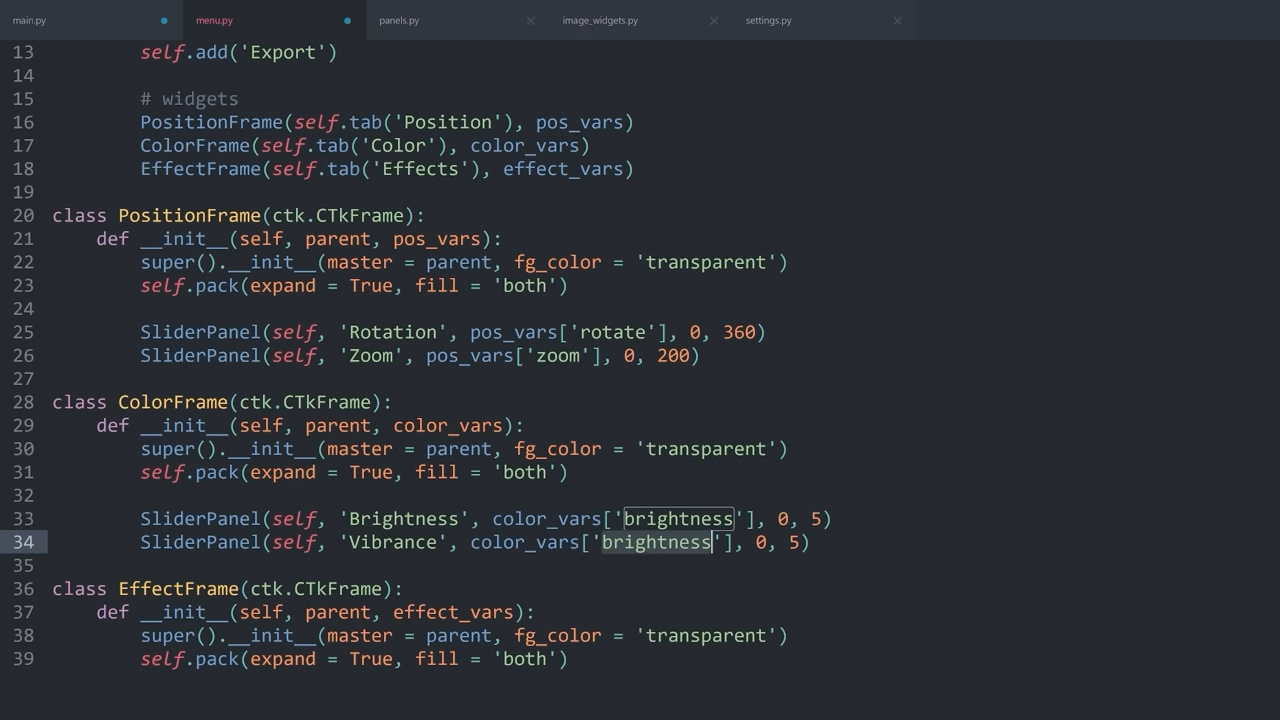 main.py menu.py panels.py image_widgets.py settings.py
13 self.add('Export')
14
15 # widgets
16 PositionFrame(self.tab('Position'), pos_vars)
17 ColorFrame(self.tab('Color'), color_vars)
18 EffectFrame(self.tab('Effects'), effect_vars)
19
20 class PositionFrame(ctk.CTkFrame):
21 def __init__(self, parent, pos_vars):
22 super().__init__(master = parent, fg_color = 'transparent')
23 self.pack(expand = True, fill = 'both')
24
25 SliderPanel(self, 'Rotation', pos_vars['rotate'], 0, 360)
26 SliderPanel(self, 'Zoom', pos_vars['zoom'], 0, 200)
27
28 class ColorFrame(ctk.CTkFrame):
29 def __init__(self, parent, color_vars):
30 super().__init__(master = parent, fg_color = 'transparent')
31 self.pack(expand = True, fill = 'both')
32
33 SliderPanel(self, 'Brightness', color_vars['brightness'], 0, 5)
34 SliderPanel(self, 'Vibrance', color_vars['brightness'], 0, 5)
35
36 class EffectFrame(ctk.CTkFrame):
37 def __init__(self, parent, effect_vars):
38 super().__init__(master = parent, fg_color = 'transparent')
39 self.pack(expand = True, fill = 'both')